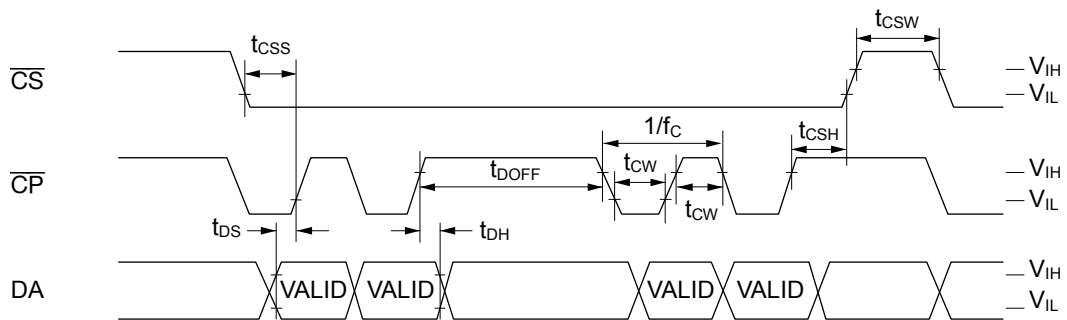 tCSW
tCSS
CS
VIH
VIL
1/fC
tCSH
tCW
CP
tDOFF
VIH
tCW
VIL
tDS
tDH
DA
VALID VALID VALID VALID
VIH
VIL